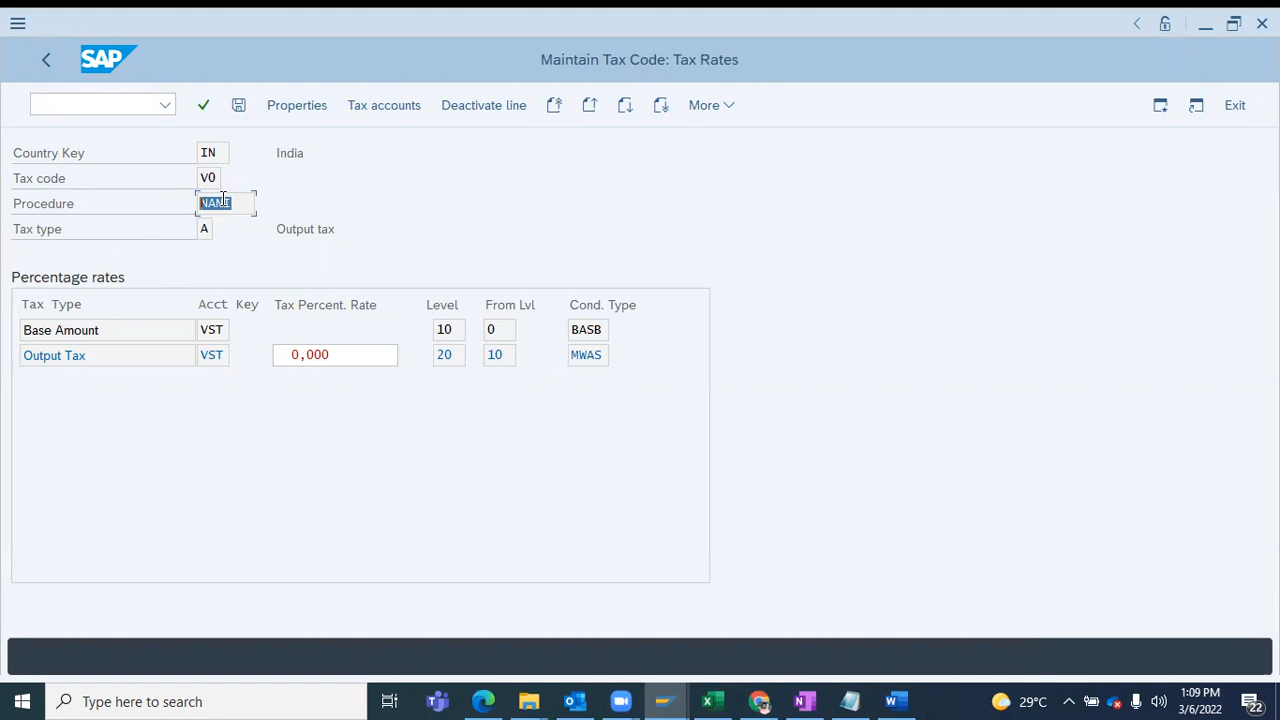 SAP
Maintain Tax Code: Tax Rates
Properties Tax accounts Deactivate line More Exit
Country Key IN India
Tax code V0
Procedure
Tax type A Output tax
Percentage rates
Tax Type Acct Key Tax Percent. Rate Level From Lvl Cond. Type
Base Amount VST 10 0 BASB
Output Tax VST 0,000 20 10 MWAS
Type here to search
29°C
1:09 PM
3/6/2022
22